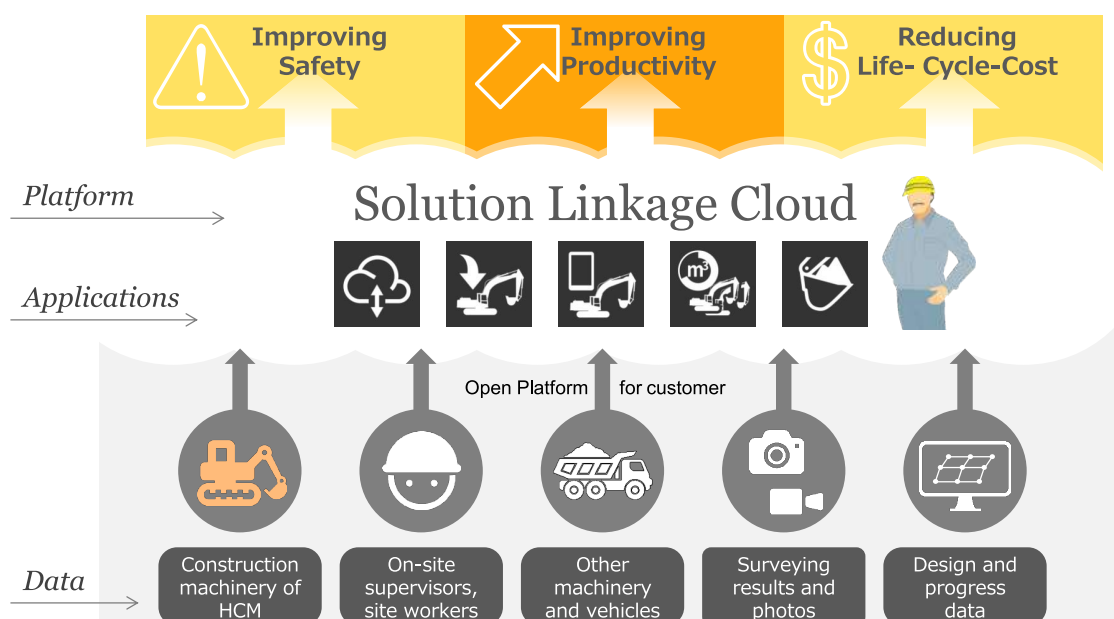 Improving
Safety
Improving
Productivity
Reducing
Life- Cycle-Cost
$
Platform
Solution Linkage Cloud
Applications
m³
Open Platform for customer
Data
Construction
machinery of
HCM
On-site
supervisors,
site workers
Other
machinery
and vehicles
Surveying
results and
photos
Design and
progress
data